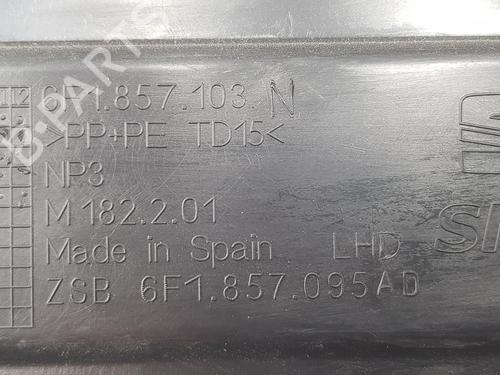 12 6F1.857.103 N
>PP+PE TD15<
NP3
M 182.2.01
Made in Spain LHD
ZSB 6F1.857.095AD
B-PARTS